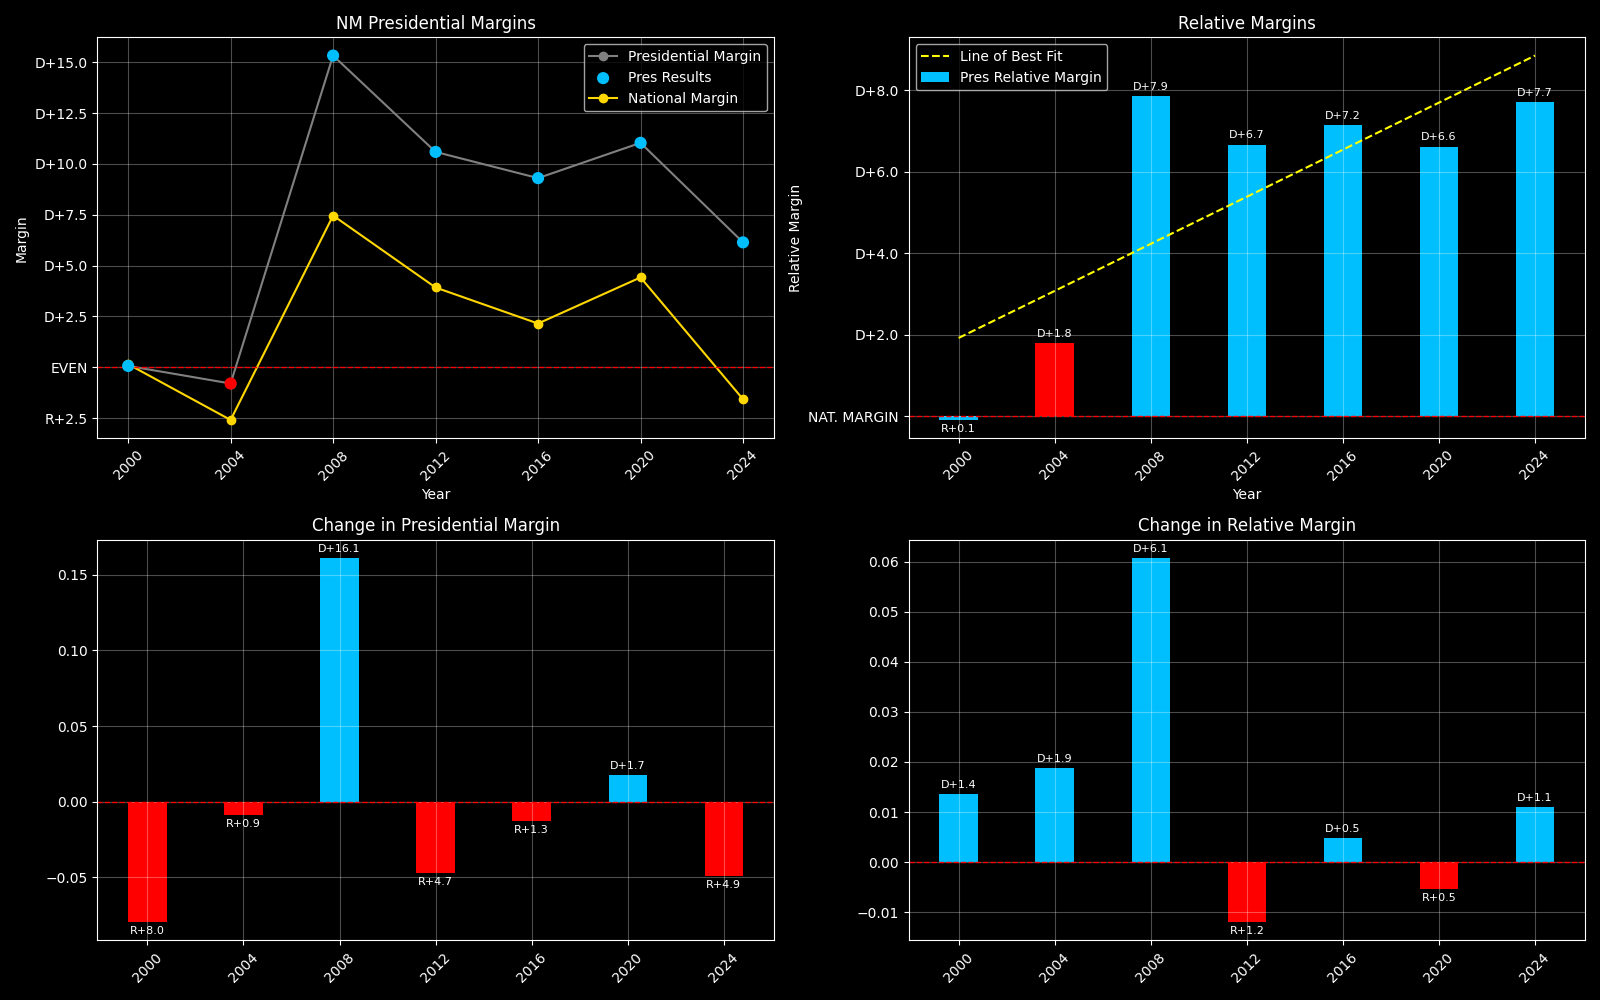 NM Presidential Margins
Presidential Margin
Pres Results
National Margin
D+15.0
D+12.5
D+10.0
D+7.5
D+5.0
D+2.5
EVEN
R+2.5
Margin
2000
2004
2008
2012
2016
2020
2024
Year
Relative Margins
Line of Best Fit
Pres Relative Margin
D+8.0
D+6.0
D+4.0
D+2.0
NAT. MARGIN
Relative Margin
R+0.1
D+1.8
D+7.9
D+6.7
D+7.2
D+6.6
D+7.7
2000
2004
2008
2012
2016
2020
2024
Year
Change in Presidential Margin
0.15
0.10
0.05
0.00
−0.05
R+8.0
R+0.9
D+16.1
R+4.7
R+1.3
D+1.7
R+4.9
2000
2004
2008
2012
2016
2020
2024
Change in Relative Margin
0.06
0.05
0.04
0.03
0.02
0.01
0.00
−0.01
D+1.4
D+1.9
D+6.1
R+1.2
D+0.5
R+0.5
D+1.1
2000
2004
2008
2012
2016
2020
2024